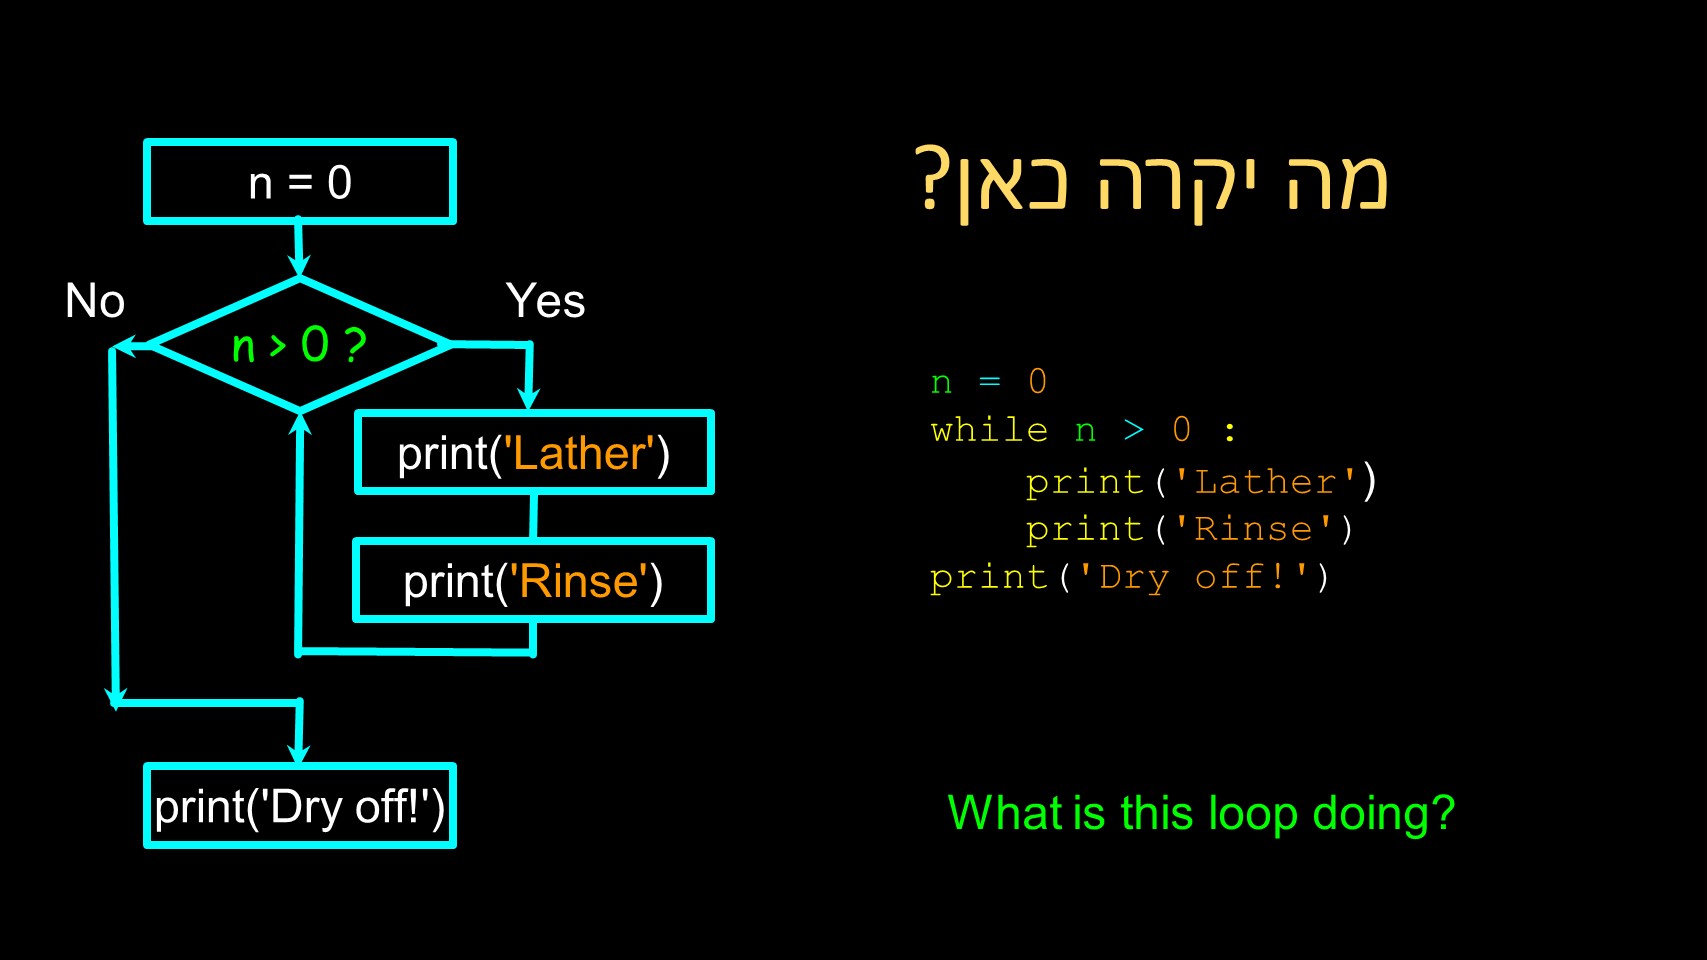 n = 0
No
Yes
n > 0 ?
print('Lather')
print('Rinse')
print('Dry off!')
מה יקרה כאן?
n = 0
while n > 0 :
    print('Lather')
    print('Rinse')
print('Dry off!')
What is this loop doing?